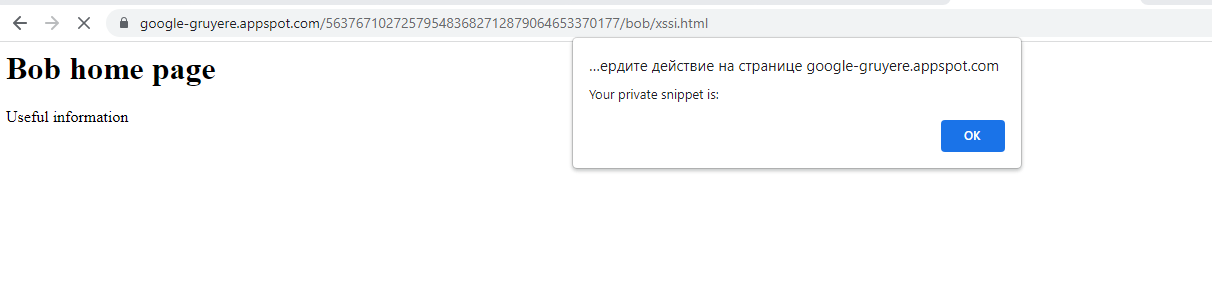 google-gruyere.appspot.com/563767102725795483682712879064653370177/bob/xssi.html
Bob home page
Useful information
...ердите действие на странице google-gruyere.appspot.com
Your private snippet is:
OK